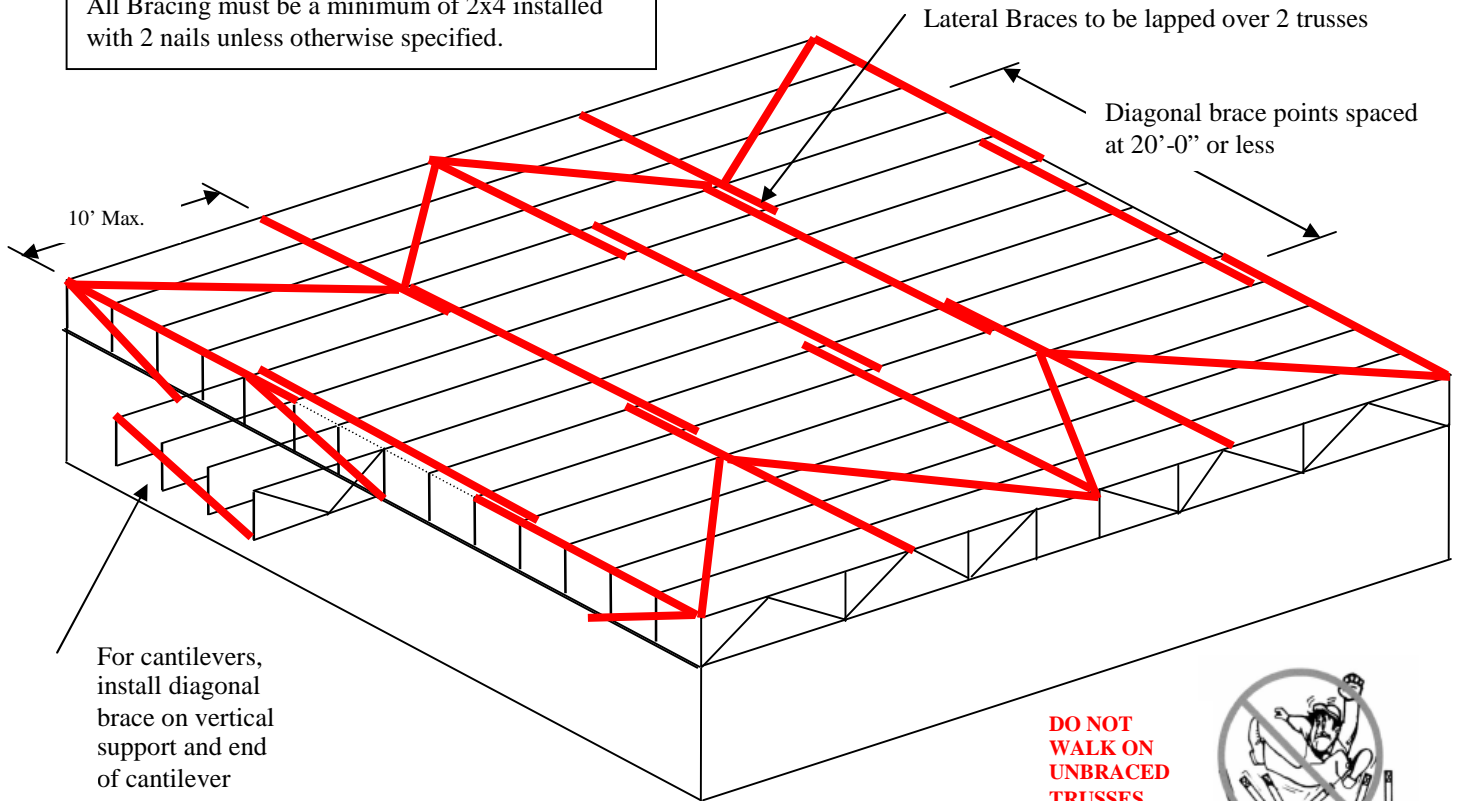 All Bracing must be a minimum of 2x4 installed
with 2 nails unless otherwise specified.
Lateral Braces to be lapped over 2 trusses
Diagonal brace points spaced
at 20’-0” or less
10’ Max.
For cantilevers,
install diagonal
brace on vertical
support and end
of cantilever
DO NOT
WALK ON
UNBRACED
TRUSSES